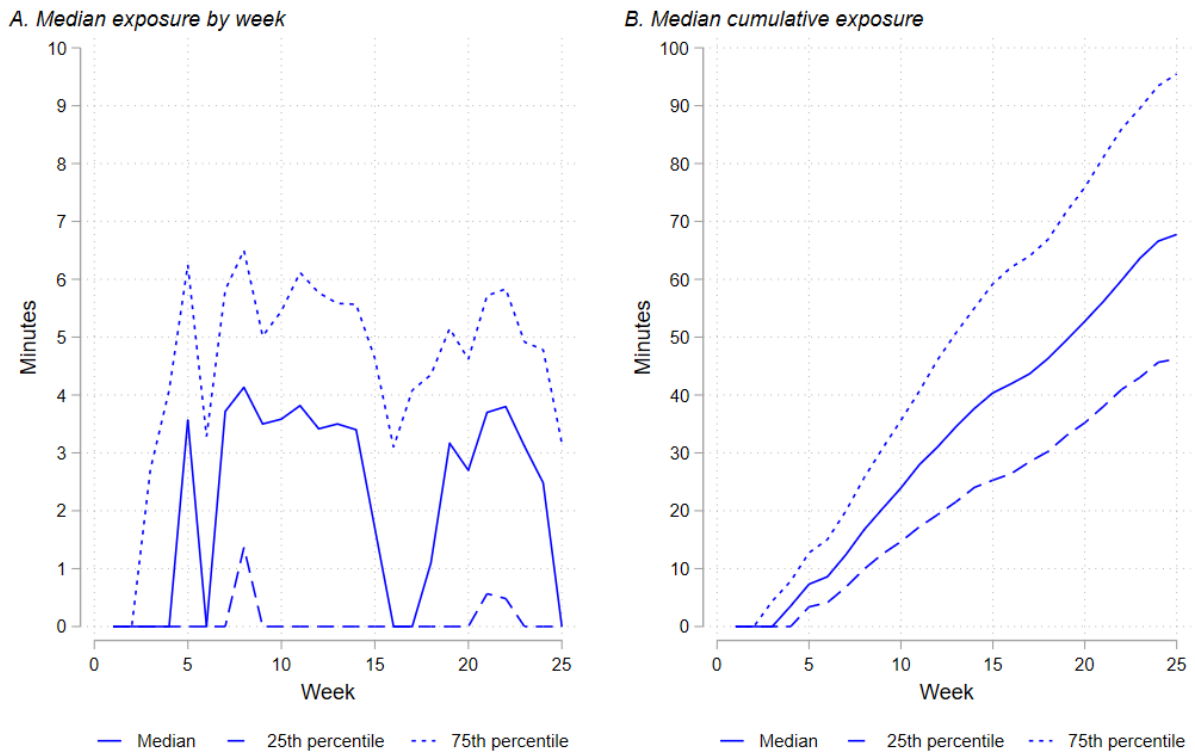 A. Median exposure by week
10
9
8
7
6
5
4
3
2
1
0
Minutes
0 5 10 15 20 25
Week
Median 25th percentile 75th percentile
B. Median cumulative exposure
100
90
80
70
60
50
40
30
20
10
0
Minutes
0 5 10 15 20 25
Week
Median 25th percentile 75th percentile